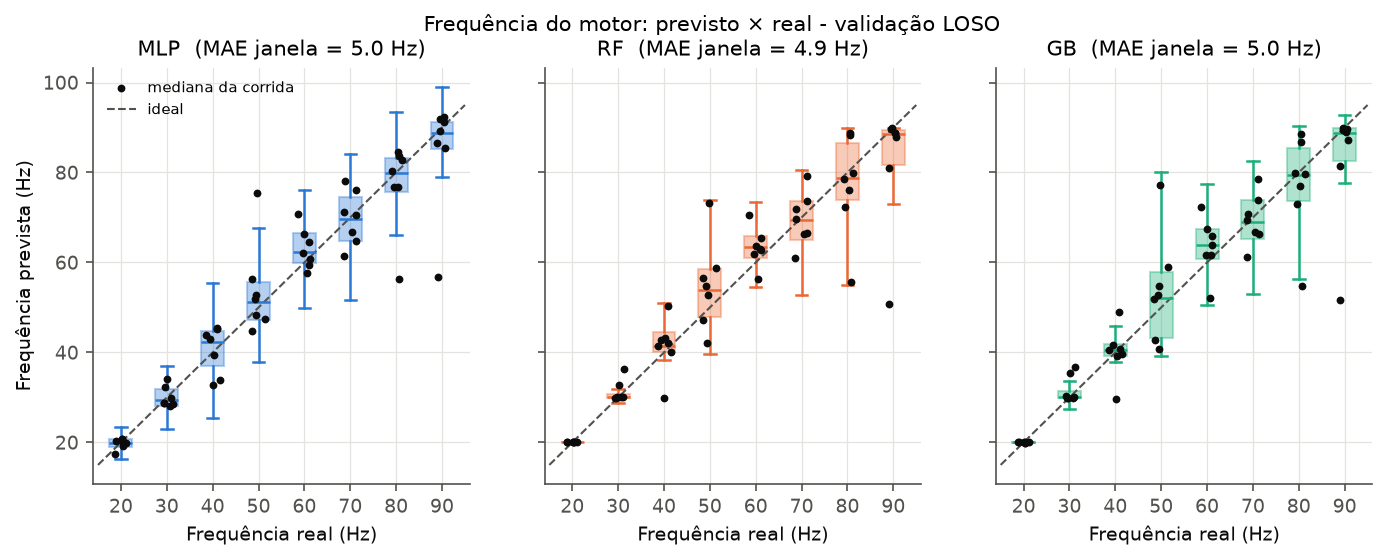 Frequência do motor: previsto × real - validação LOSO
MLP (MAE janela = 5.0 Hz)
RF (MAE janela = 4.9 Hz)
GB (MAE janela = 5.0 Hz)
mediana da corrida
ideal
Frequência prevista (Hz)
100
80
60
40
20
20 30 40 50 60 70 80 90
20 30 40 50 60 70 80 90
20 30 40 50 60 70 80 90
Frequência real (Hz)
Frequência real (Hz)
Frequência real (Hz)